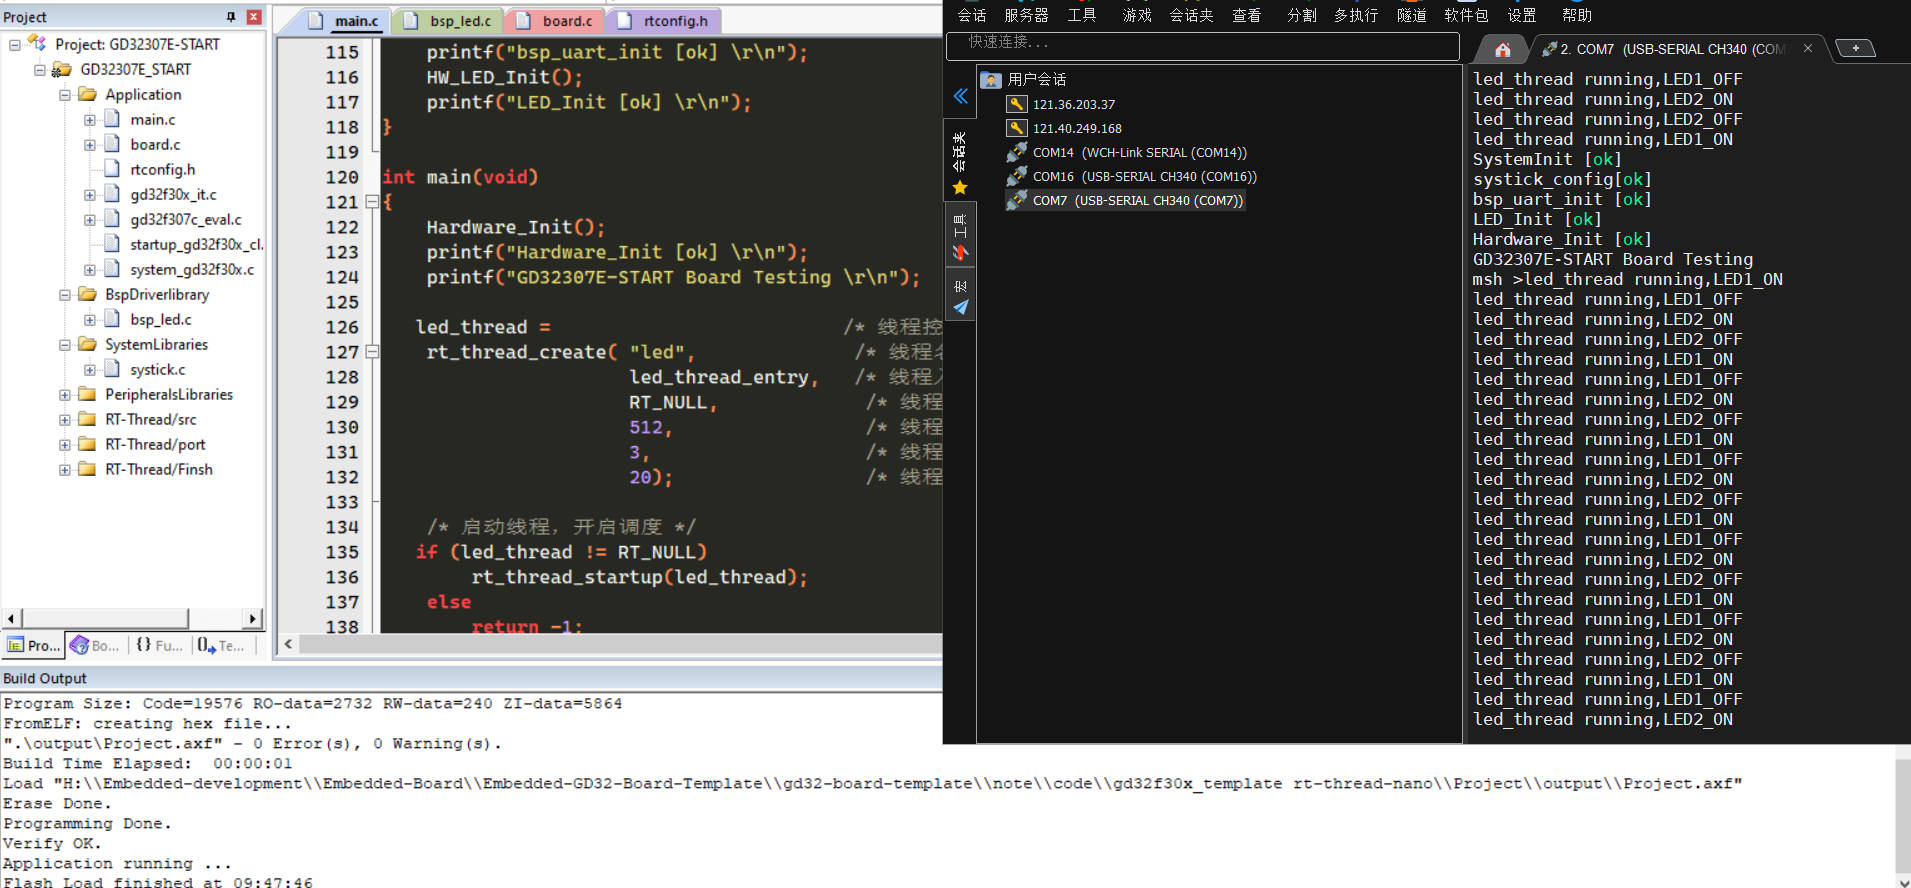 Project
Project: GD32307E-START
GD32307E_START
Application
main.c
board.c
rtconfig.h
gd32f30x_it.c
gd32f307c_eval.c
startup_gd32f30x_cl.
system_gd32f30x.c
BspDriverlibrary
bsp_led.c
SystemLibraries
systick.c
PeripheralsLibraries
RT-Thread/src
RT-Thread/port
RT-Thread/Finsh
Pro... Bo... {} Fu... Te...
main.c bsp_led.c board.c rtconfig.h
115 printf("bsp_uart_init [ok] \r\n");
116 HW_LED_Init();
117 printf("LED_Init [ok] \r\n");
118 }
119
120 int main(void)
121 {
122 Hardware_Init();
123 printf("Hardware_Init [ok] \r\n");
124 printf("GD32307E-START Board Testing \r\n");
125
126 led_thread = /* 线程控
127 rt_thread_create( "led", /* 线程名
128 led_thread_entry, /* 线程入
129 RT_NULL, /* 线程
130 512, /* 线程
131 3, /* 线程
132 20); /* 线程
133
134 /* 启动线程，开启调度 */
135 if (led_thread != RT_NULL)
136 rt_thread_startup(led_thread);
137 else
138 return -1;
会话 服务器 工具 游戏 会话夹 查看 分割 多执行 隧道 软件包 设置 帮助
快速连接...
会话夹
工具
宏
用户会话
121.36.203.37
121.40.249.168
COM14 (WCH-Link SERIAL (COM14))
COM16 (USB-SERIAL CH340 (COM16))
COM7 (USB-SERIAL CH340 (COM7))
2. COM7 (USB-SERIAL CH340 (COM
led_thread running,LED1_OFF
led_thread running,LED2_ON
led_thread running,LED2_OFF
led_thread running,LED1_ON
SystemInit [ok]
systick_config[ok]
bsp_uart_init [ok]
LED_Init [ok]
Hardware_Init [ok]
GD32307E-START Board Testing
msh >led_thread running,LED1_ON
led_thread running,LED1_OFF
led_thread running,LED2_ON
led_thread running,LED2_OFF
led_thread running,LED1_ON
led_thread running,LED1_OFF
led_thread running,LED2_ON
led_thread running,LED2_OFF
led_thread running,LED1_ON
led_thread running,LED1_OFF
led_thread running,LED2_ON
led_thread running,LED2_OFF
led_thread running,LED1_ON
led_thread running,LED1_OFF
led_thread running,LED2_ON
led_thread running,LED2_OFF
led_thread running,LED1_ON
led_thread running,LED1_OFF
led_thread running,LED2_ON
led_thread running,LED2_OFF
led_thread running,LED1_ON
led_thread running,LED1_OFF
led_thread running,LED2_ON
Build Output
Program Size: Code=19576 RO-data=2732 RW-data=240 ZI-data=5864
FromELF: creating hex file...
".\output\Project.axf" - 0 Error(s), 0 Warning(s).
Build Time Elapsed: 00:00:01
Load "H:\\Embedded-development\\Embedded-Board\\Embedded-GD32-Board-Template\\gd32-board-template\\note\\code\\gd32f30x_template rt-thread-nano\\Project\\output\\Project.axf"
Erase Done.
Programming Done.
Verify OK.
Application running ...
Flash Load finished at 09:47:46